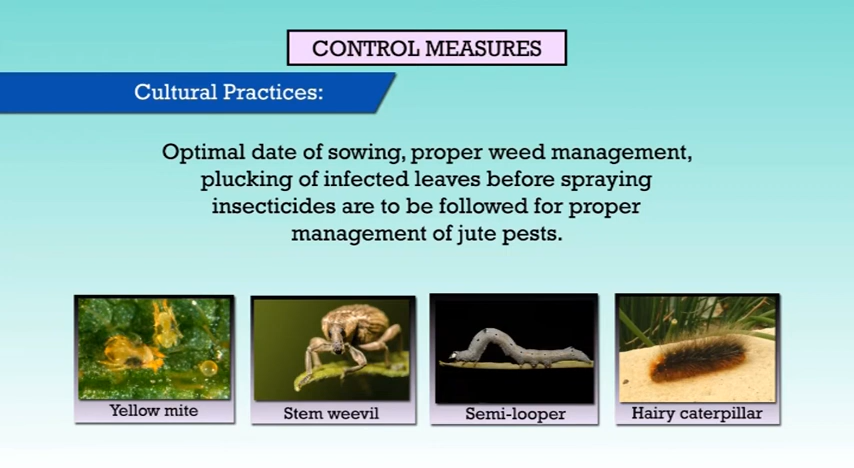 CONTROL MEASURES
Cultural Practices:
Optimal date of sowing, proper weed management,
plucking of infected leaves before spraying
insecticides are to be followed for proper
management of jute pests.
Yellow mite
Stem weevil
Semi-looper
Hairy caterpillar